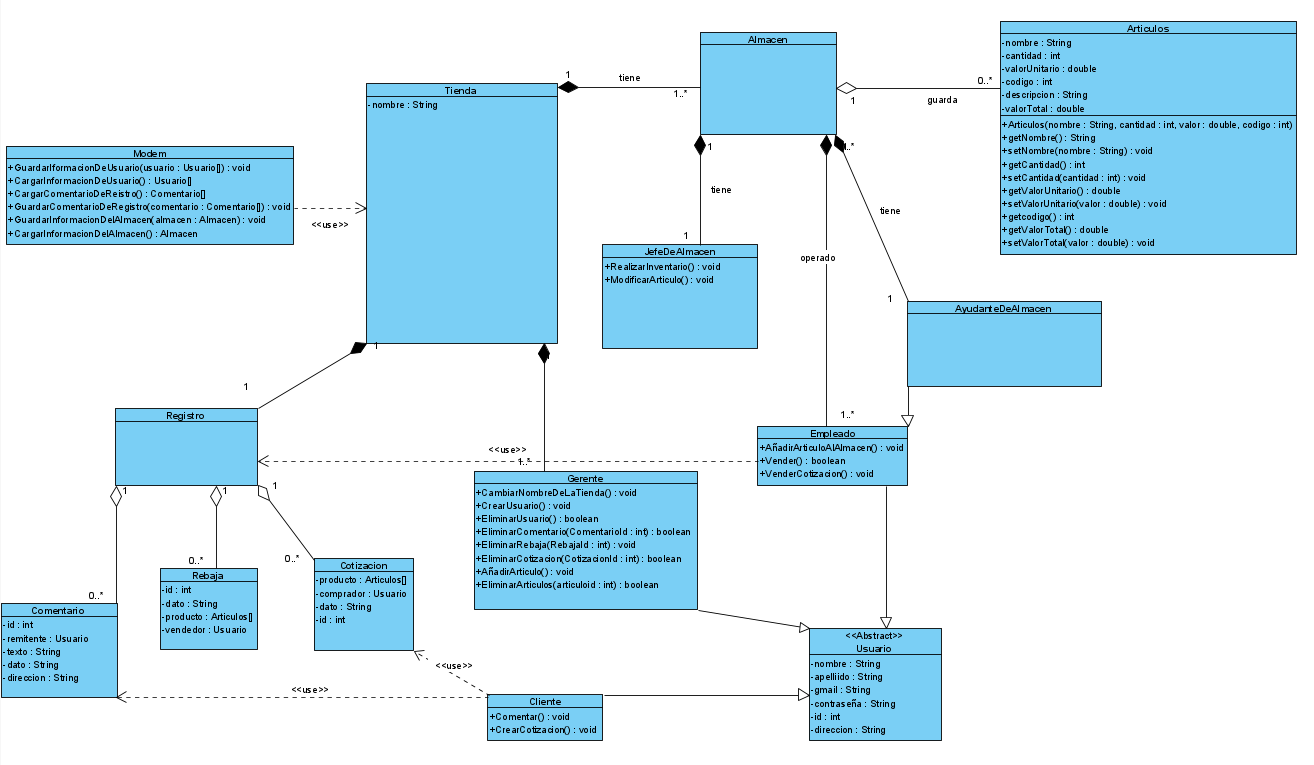 Almacen
Articulos
-nombre : String
-cantidad : int
-valorUnitario : double
-codigo : int
-descripcion : String
-valorTotal : double
+Articulos(nombre : String, cantidad : int, valor : double, codigo : int)
+getNombre() : String
+setNombre(nombre : String) : void
+getCantidad() : int
+setCantidad(cantidad : int) : void
+getValorUnitario() : double
+setValorUnitario(valor : double) : void
+getcodigo() : int
+getValorTotal() : double
+setValorTotal(valor : double) : void
1
tiene
1..*
0..*
1
guarda
Tienda
-nombre : String
Modem
+GuardarIformacionDeUsuario(usuario : Usuario[]) : void
+CargarInformacionDeUsuario() : Usuario[]
+CargarComentarioDeReistro() : Comentario[]
+GuardarComentarioDeRegistro(comentario : Comentario[]) : void
+GuardarInformacionDelAlmacen(almacen : Almacen) : void
+CargarInformacionDelAlmacen() : Almacen
<<use>>
1
tiene
1
..*
tiene
1
operado
1..*
JefeDeAlmacen
+RealizarInventario() : void
+ModificarArticulo() : void
AyudanteDeAlmacen
1
1
Registro
Empleado
+AñadirArticuloAlAlmacen() : void
+Vender() : boolean
+VenderCotizacion() : void
<<use>>
1..*
Gerente
+CambiarNombreDeLaTienda() : void
+CrearUsuario() : void
+EliminarUsuario() : boolean
+EliminarComentario(ComentarioId : int) : boolean
+EliminarRebaja(RebajaId : int) : void
+EliminarCotizacion(CotizacionId : int) : boolean
+AñadirArticulo() : void
+EliminarArticulos(articuloid : int) : boolean
1
1
1
0..*
0..*
0..*
Cotizacion
-producto : Articulos[]
-comprador : Usuario
-dato : String
-id : int
Rebaja
-id : int
-dato : String
-producto : Articulos[]
-vendedor : Usuario
Comentario
-id : int
-remitente : Usuario
-texto : String
-dato : String
-direccion : String
<<use>>
<<use>>
Cliente
+Comentar() : void
+CrearCotizacion() : void
<<Abstract>>
Usuario
-nombre : String
-apelliido : String
-gmail : String
-contraseña : String
-id : int
-direccion : String